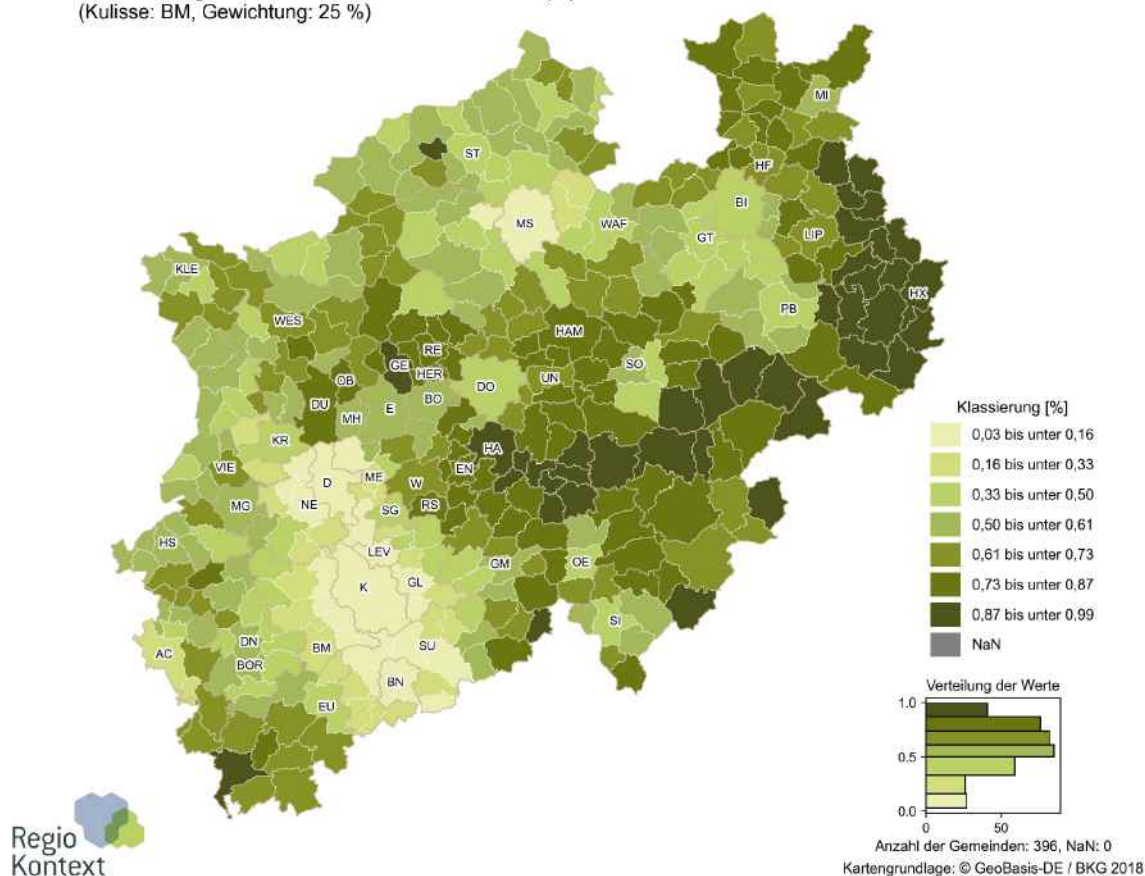 (Kulisse: BM, Gewichtung: 25 %)
MI
ST
HF
MS
WAF
BI
GT
LIP
KLE
HX
PB
WES
HAM
RE
GE
HER
SO
OB
DO
UN
DU
E
BO
MH
KR
HA
VIE
D
ME
W
EN
NE
RS
MG
SG
HS
LEV
GM
OE
K
GL
SI
DN
AC
BM
SU
BOR
BN
EU
Klassierung [%]
0,03 bis unter 0,16
0,16 bis unter 0,33
0,33 bis unter 0,50
0,50 bis unter 0,61
0,61 bis unter 0,73
0,73 bis unter 0,87
0,87 bis unter 0,99
NaN
Verteilung der Werte
1.0
0.5
0.0
0
50
Anzahl der Gemeinden: 396, NaN: 0
Kartengrundlage: © GeoBasis-DE / BKG 2018
Regio
Kontext